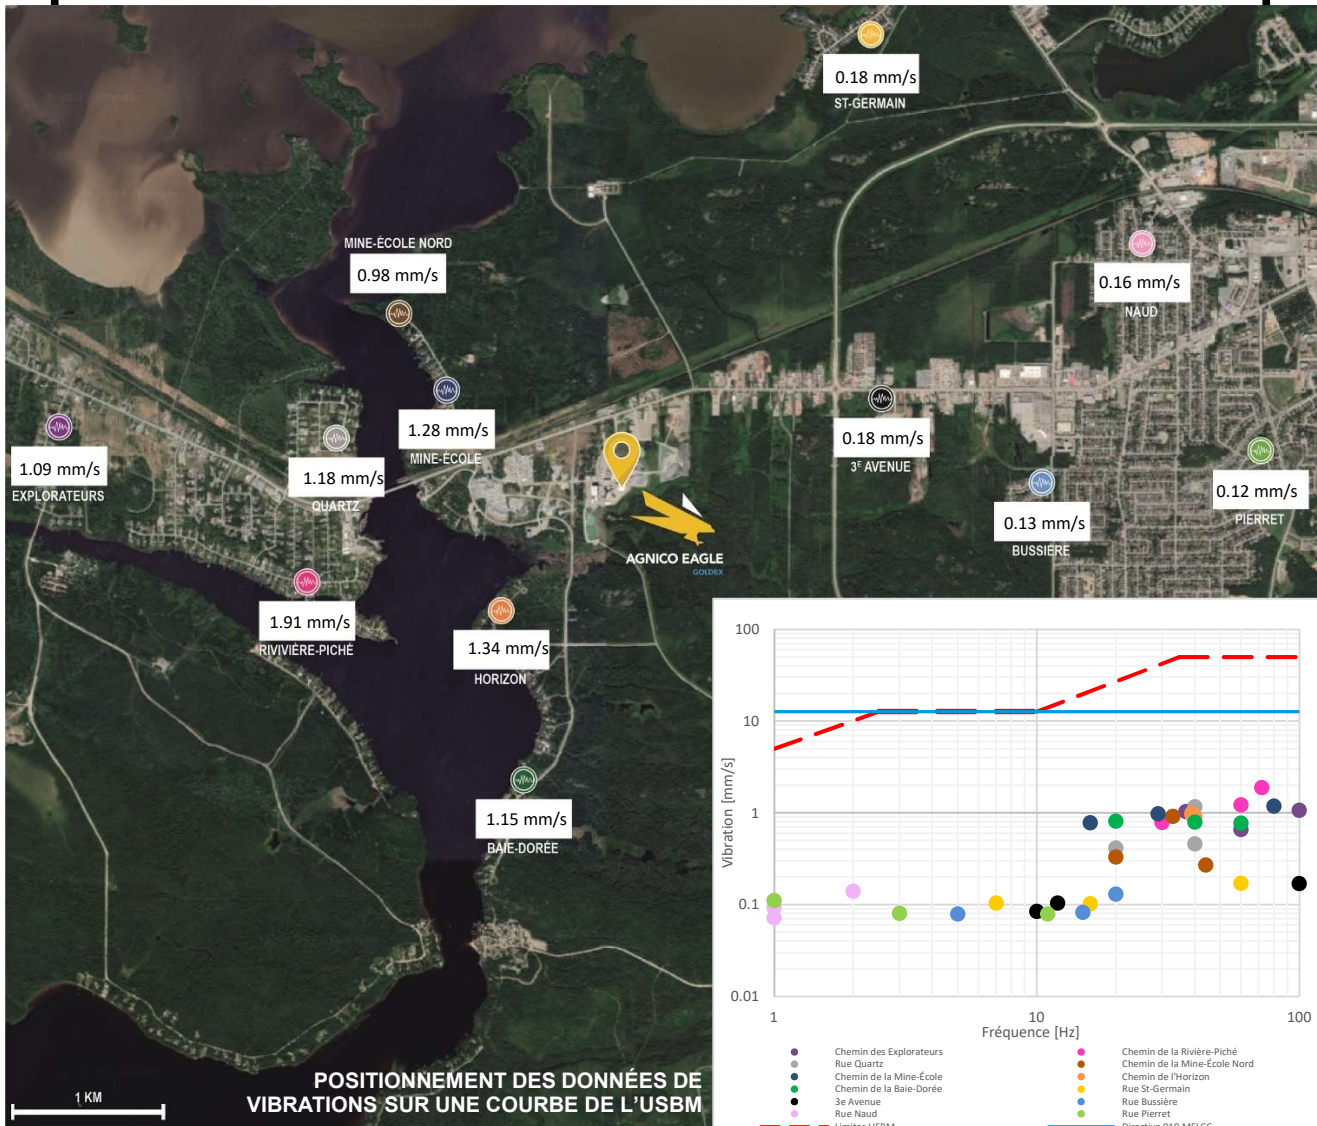 0.18 mm/s
ST-GERMAIN
MINE-ÉCOLE NORD
0.98 mm/s
0.16 mm/s
NAUD
1.28 mm/s
MINE-ÉCOLE
1.09 mm/s
EXPLORATEURS
1.18 mm/s
QUARTZ
0.18 mm/s
3E AVENUE
0.12 mm/s
PIERRET
0.13 mm/s
BUSSIÈRE
AGNICO EAGLE
GOLDEX
1.91 mm/s
RIVIVIÈRE-PICHÉ
1.34 mm/s
HORIZON
1.15 mm/s
BAIE-DORÉE
100
10
1
0.1
0.01
Vibration [mm/s]
1
10
100
Fréquence [Hz]
Chemin des Explorateurs
Chemin de la Rivière-Piché
Rue Quartz
Chemin de la Mine-École Nord
Chemin de la Mine-École
Chemin de l'Horizon
Chemin de la Baie-Dorée
Rue St-Germain
3e Avenue
Rue Bussière
Rue Naud
Rue Pierret
Limites USBM
Directive 019 MELCC
1 KM
POSITIONNEMENT DES DONNÉES DE
VIBRATIONS SUR UNE COURBE DE L'USBM